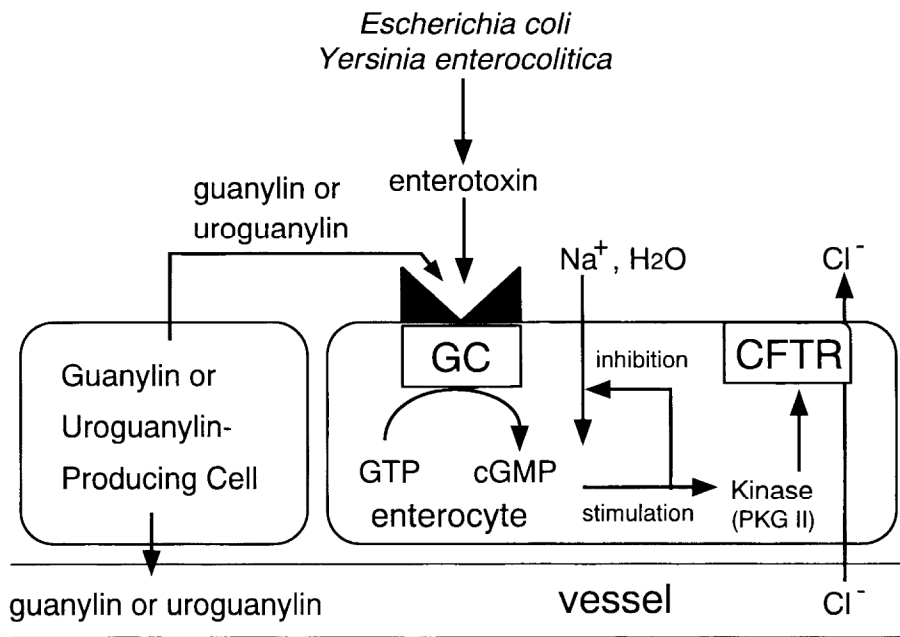 Escherichia coli
Yersinia enterocolitica
enterotoxin
guanylin or
uroguanylin
Na⁺, H2O
Cl⁻
GC
CFTR
inhibition
Guanylin or
Uroguanylin-
Producing Cell
GTP
cGMP
enterocyte
stimulation
Kinase
(PKG II)
guanylin or uroguanylin
vessel
Cl⁻